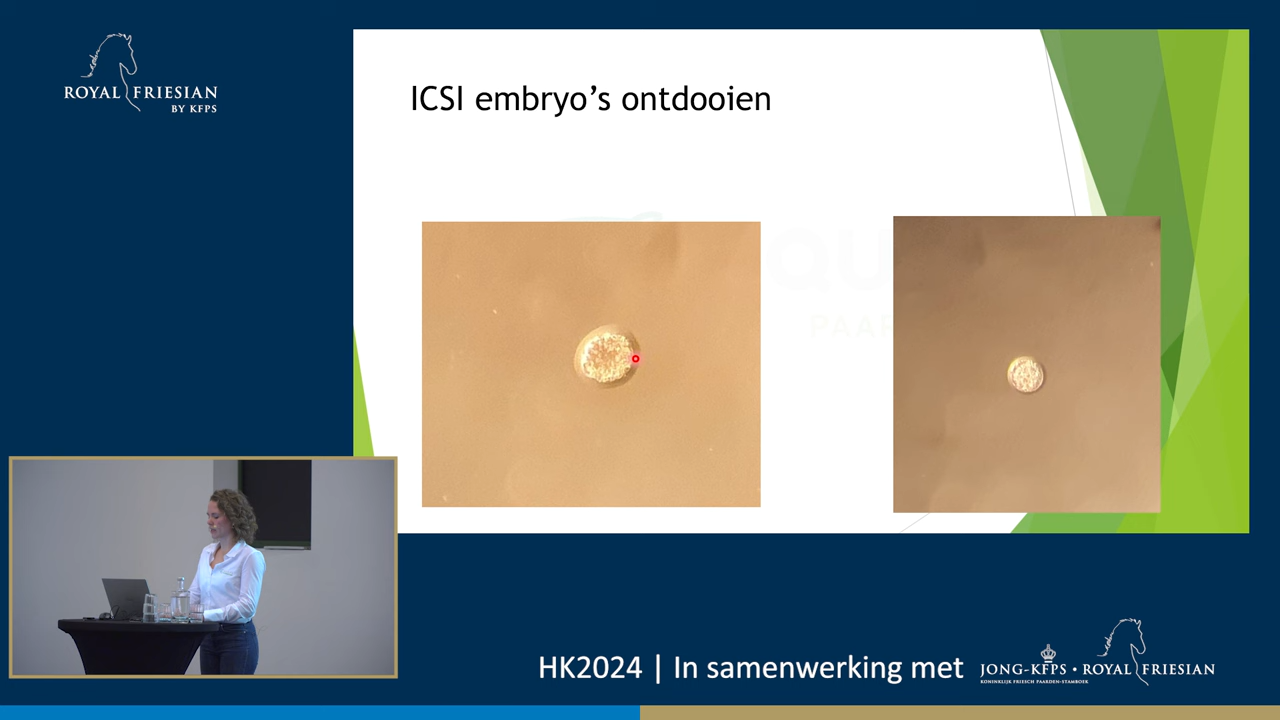 ROYAL FRIESIAN
BY KFPS
ICSI embryo’s ontdooien
HK2024 | In samenwerking met
JONG-KFPS • ROYAL FRIESIAN
KONINKLIJK FRIESCH PAARDEN-STAMBOEK